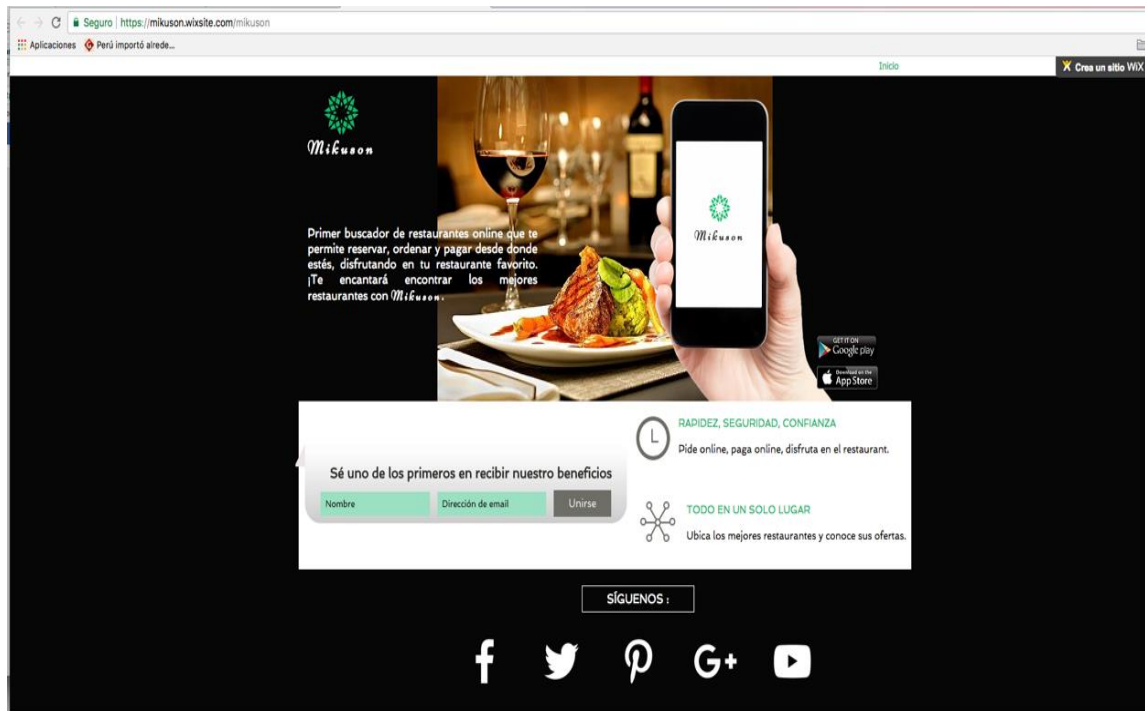 Seguro | https://mikuson.wixsite.com/mikuson
Aplicaciones Perú importó alrede...
Inicio
Crea un sitio WiX
Mikuson
Mikuson
Primer buscador de restaurantes online que te
permite reservar, ordenar y pagar desde donde
estés, disfrutando en tu restaurante favorito.
¡Te encantará encontrar los mejores
restaurantes con Mikuson.
GET IT ON
Google play
Download on the
App Store
Sé uno de los primeros en recibir nuestro beneficios
Nombre
Dirección de email
Unirse
RAPIDEZ, SEGURIDAD, CONFIANZA
Pide online, paga online, disfruta en el restaurant.
TODO EN UN SOLO LUGAR
Ubica los mejores restaurantes y conoce sus ofertas.
SÍGUENOS :
G+